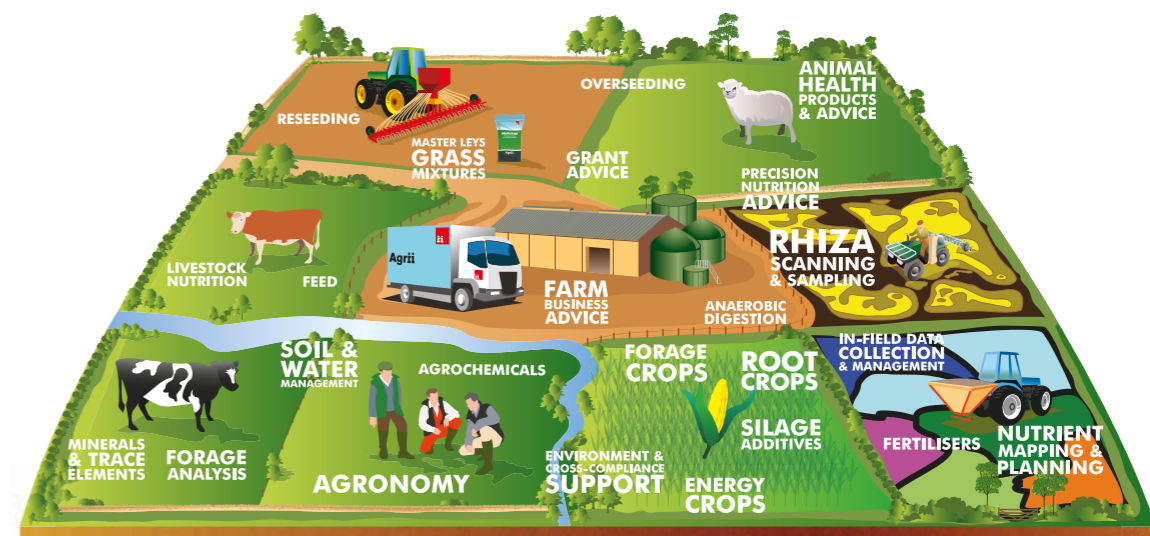 OVERSEEDING
ANIMAL
HEALTH
PRODUCTS
& ADVICE
RESEEDING
MASTER LEYS
GRASS
MIXTURES
GRANT
ADVICE
PRECISION
NUTRITION
ADVICE
LIVESTOCK
NUTRITION
FEED
Agrii
FARM
BUSINESS
ADVICE
ANAEROBIC
DIGESTION
RHIZA
SCANNING
& SAMPLING
SOIL &
WATER
MANAGEMENT
AGROCHEMICALS
FORAGE
CROPS
ROOT
CROPS
IN-FIELD DATA
COLLECTION
& MANAGEMENT
MINERALS
& TRACE
ELEMENTS
FORAGE
ANALYSIS
AGRONOMY
ENVIRONMENT &
CROSS-COMPLIANCE
SUPPORT
SILAGE
ADDITIVES
ENERGY
CROPS
FERTILISERS
NUTRIENT
MAPPING &
PLANNING